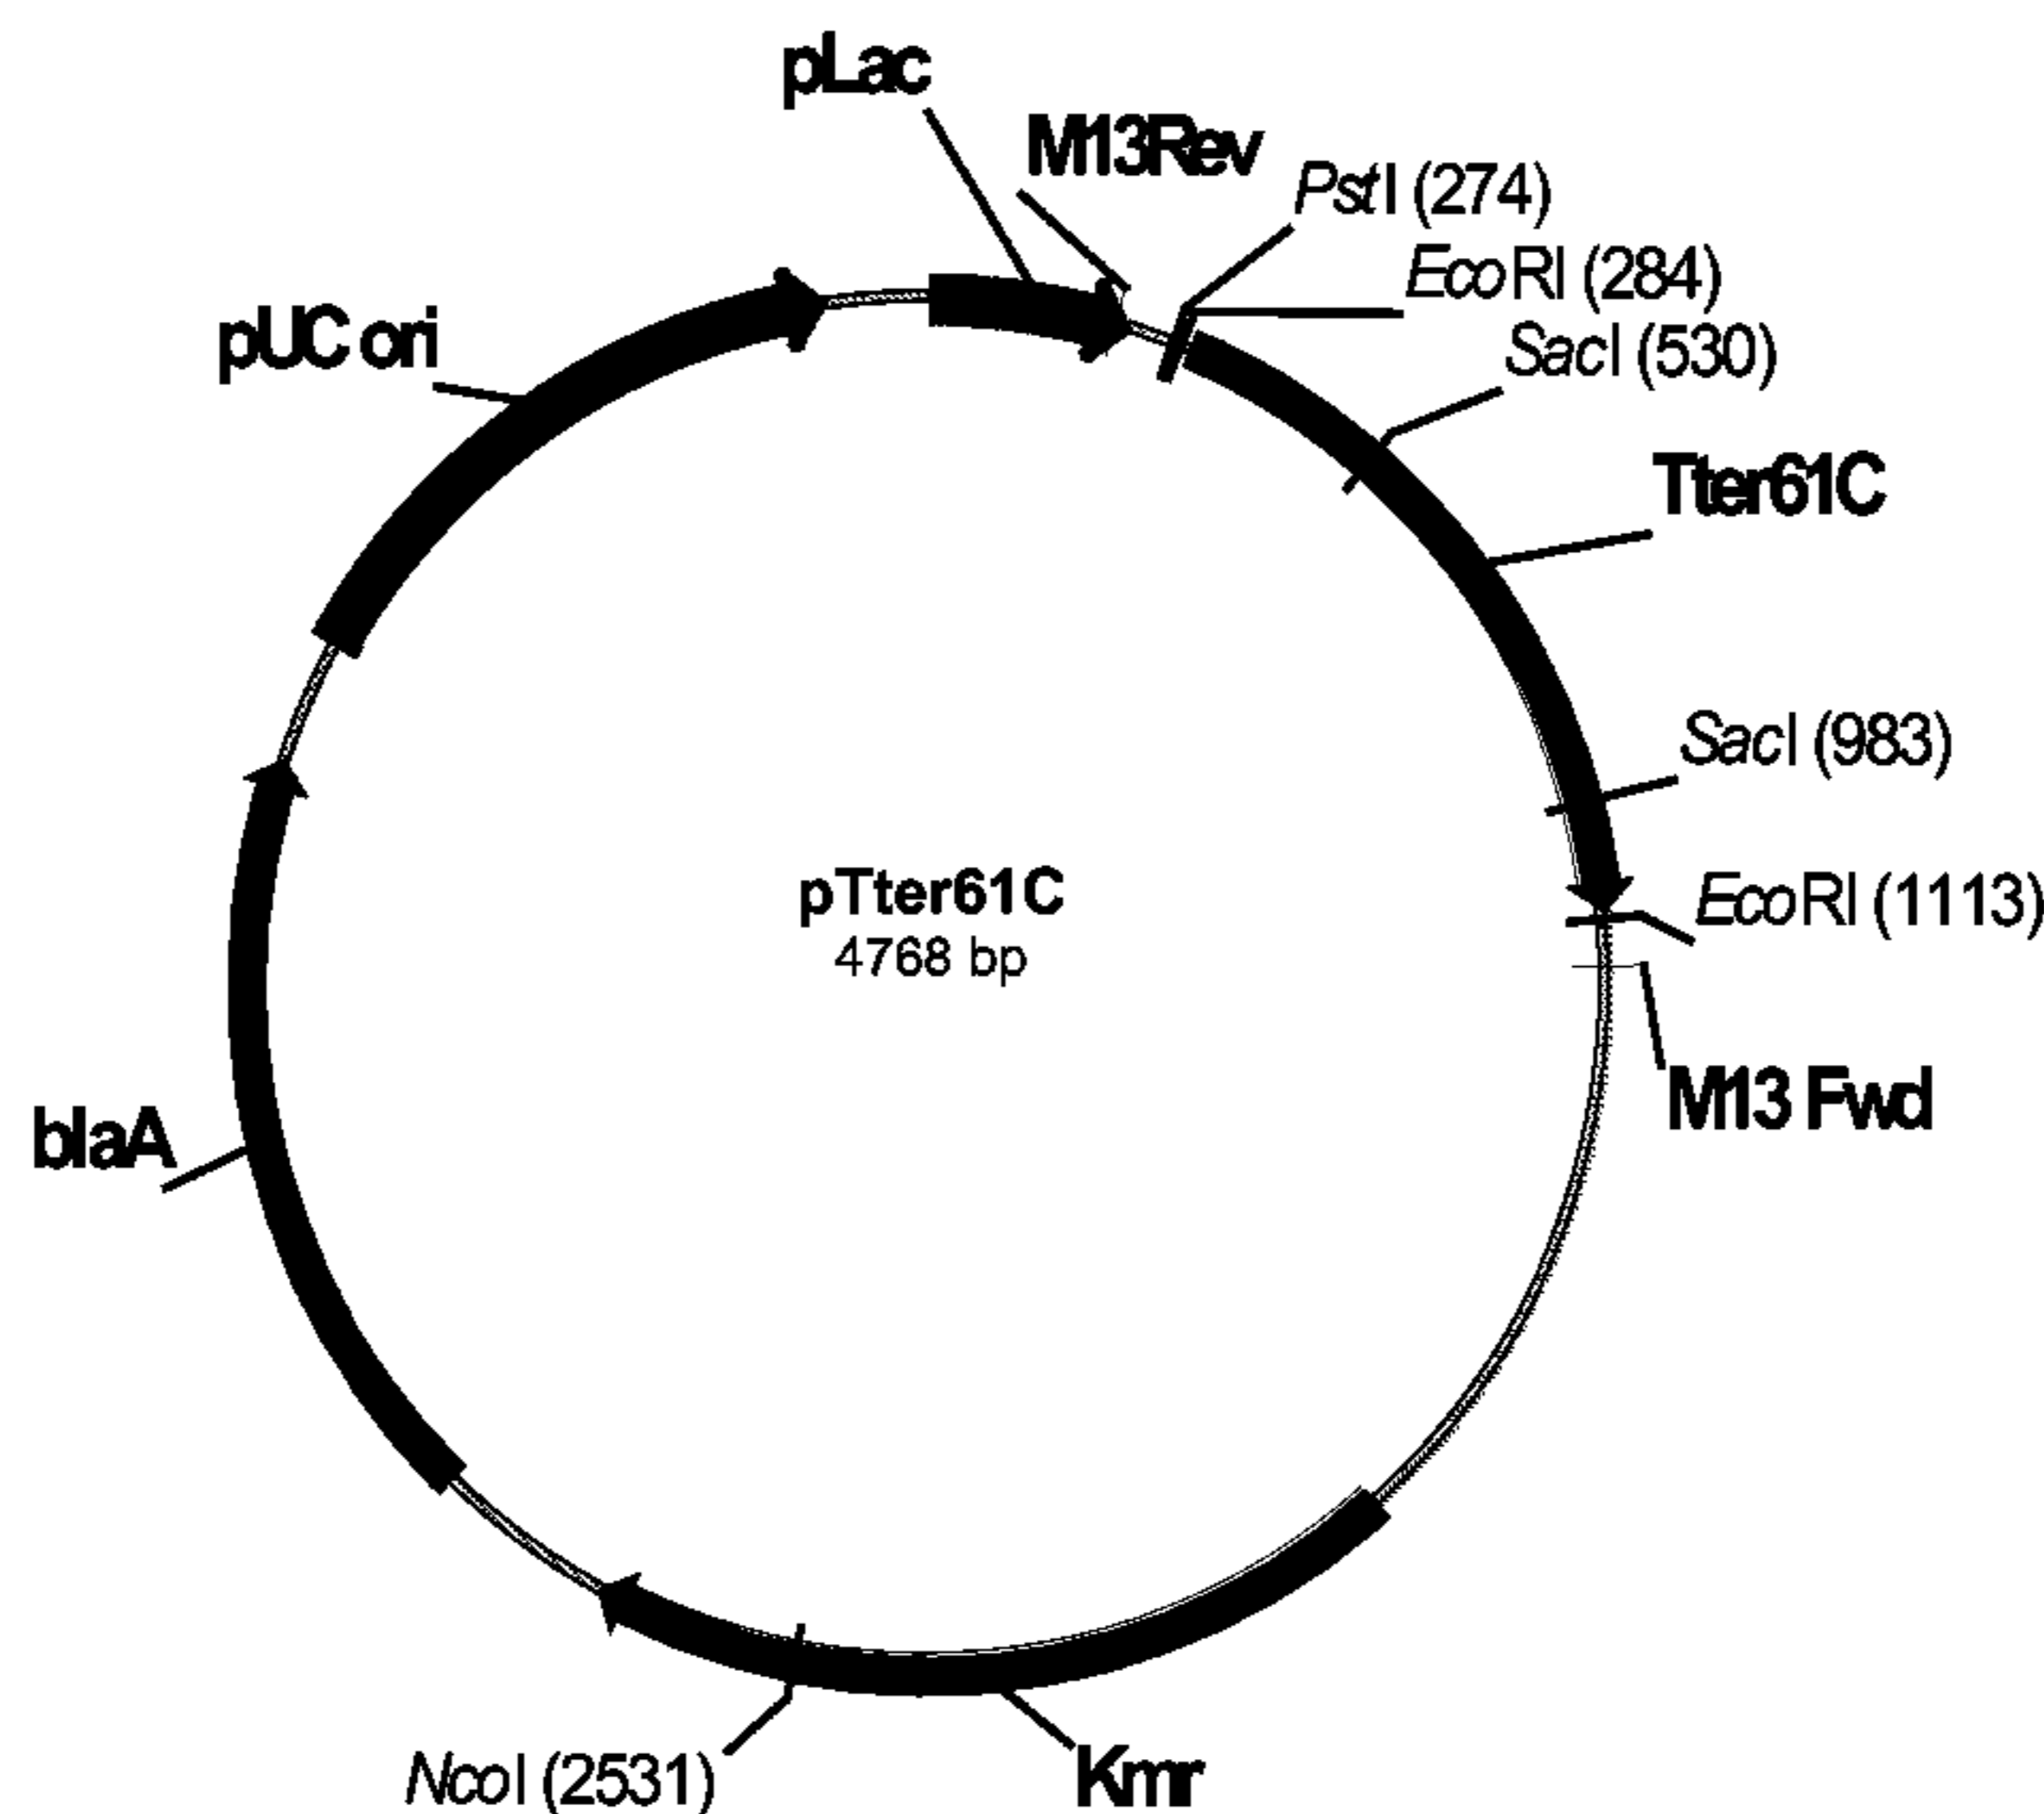 pLac
M13Rev
PstI (274)
EcoRI (284)
SacI (530)
pUC ori
Tter61C
SacI (983)
pTter61C
4768 bp
EcoRI (1113)
M13 Fwd
blaA
NcoI (2531)
Kmr